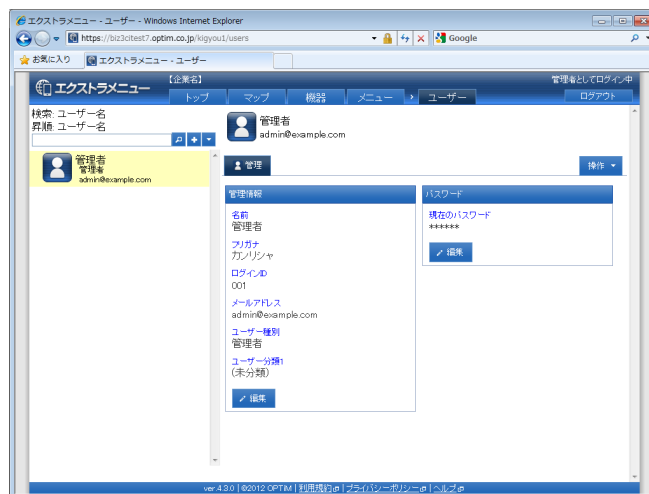 エクストラメニュー - ユーザー - Windows Internet Explorer
https://biz3citest7.optim.co.jp/kigyou1/users
Google
お気に入り
エクストラメニュー - ユーザー
エクストラメニュー
【企業名】
管理者としてログイン中
トップ
マップ
機器
メニュー
ユーザー
ログアウト
検索: ユーザー名
昇順: ユーザー名
管理者
管理者
admin@example.com
管理者
admin@example.com
管理
操作
管理情報
名前
管理者
フリガナ
カンリシャ
ログインID
001
メールアドレス
admin@example.com
ユーザー種別
管理者
ユーザー分類1
(未分類)
編集
パスワード
現在のパスワード
******
編集
ver.4.3.0 | ©2012 OPTiM | 利用規約 | プライバシーポリシー | ヘルプ